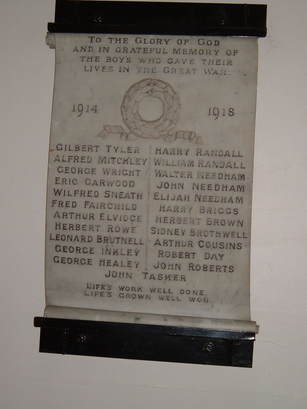 TO THE GLORY OF GOD
AND IN GRATEFUL MEMORY OF
THE BOYS WHO GAVE THEIR
LIVES IN THE GREAT WAR.
1914 1918
GILBERT TYLER HARRY RANDALL
ALFRED MITCHLEY WILLIAM RANDALL
GEORGE WRIGHT WALTER NEEDHAM
ERIC GARWOOD JOHN NEEDHAM
WILFRED SNEATH ELIJAH NEEDHAM
FRED FAIRCHILD HARRY BRIGGS
ARTHUR ELVIDGE HERBERT BROWN
HERBERT ROWE SIDNEY BROTHWELL
LEONARD BRUTNELL ARTHUR COUSINS
GEORGE INKLEY ROBERT DAY
GEORGE HEALEY JOHN ROBERTS
JOHN TASKER
LIFE'S WORK WELL DONE,
LIFE'S CROWN WELL WON.